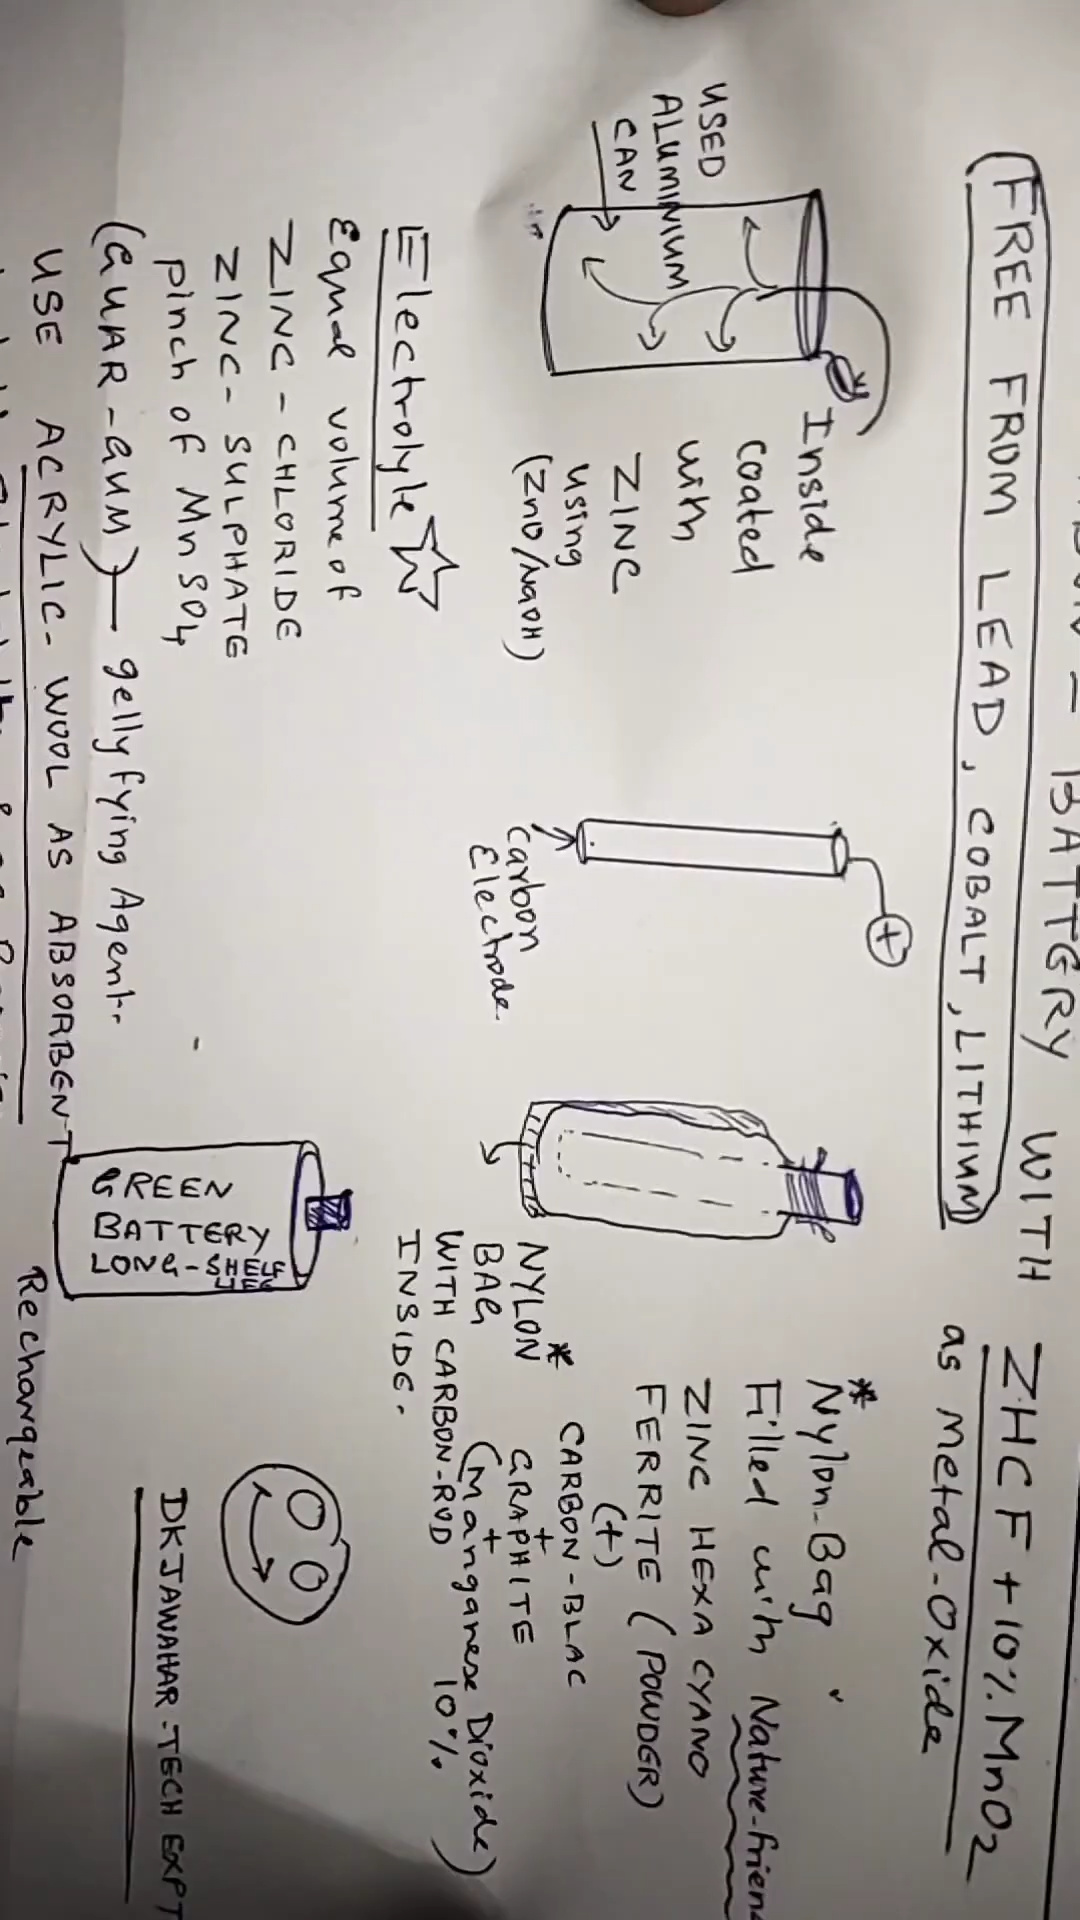 BATTERY WITH ZHCF + 10% MnO2
as Metal-Oxide
FREE FROM LEAD, COBALT, LITHIUM
USED
ALUMINIUM
CAN
Inside
coated
with
ZINC
using
(ZnO/NaOH)
+
Carbon
Electrode.
NYLON*
BAG
WITH CARBON-ROD
INSIDE.
*Nylon-Bag
Filled with Nature-frien
ZINC HEXA CYANO
FERRITE (POWDER)
(+)
CARBON-BLAC
+
GRAPHITE
+
(Manganese Dioxide)
10%
Electrolyte
Equal volume of
ZINC-CHLORIDE
ZINC-SULPHATE
pinch of MnSO4
(GUAR-GUM) — gellyfying Agent..
USE ACRYLIC-WOOL AS ABSORBENT
GREEN
BATTERY
LONG-SHELF
LIFE
Rechargeable
DKJAWAHAR-TECH EXPT